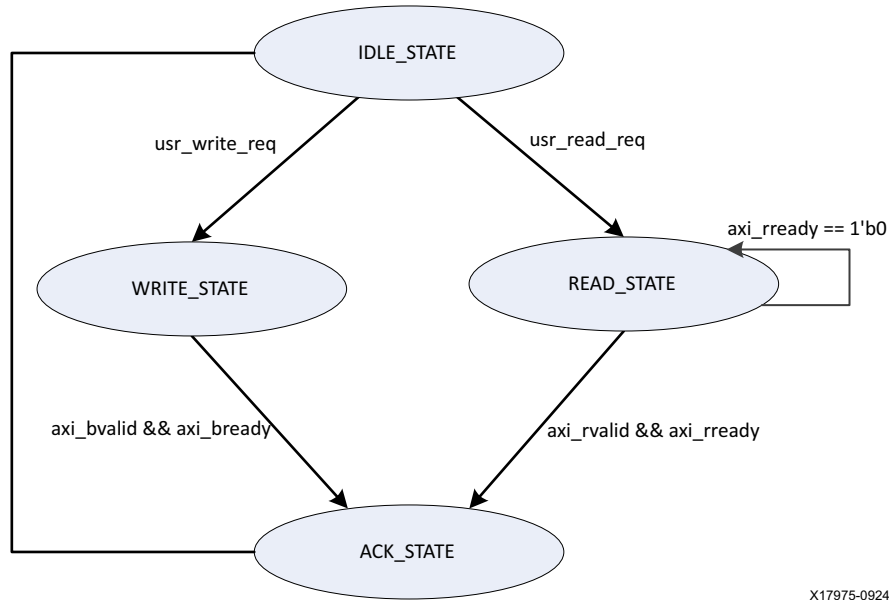 IDLE_STATE
usr_write_req
usr_read_req
axi_rready == 1'b0
WRITE_STATE
READ_STATE
axi_bvalid && axi_bready
axi_rvalid && axi_rready
ACK_STATE
X17975-0924